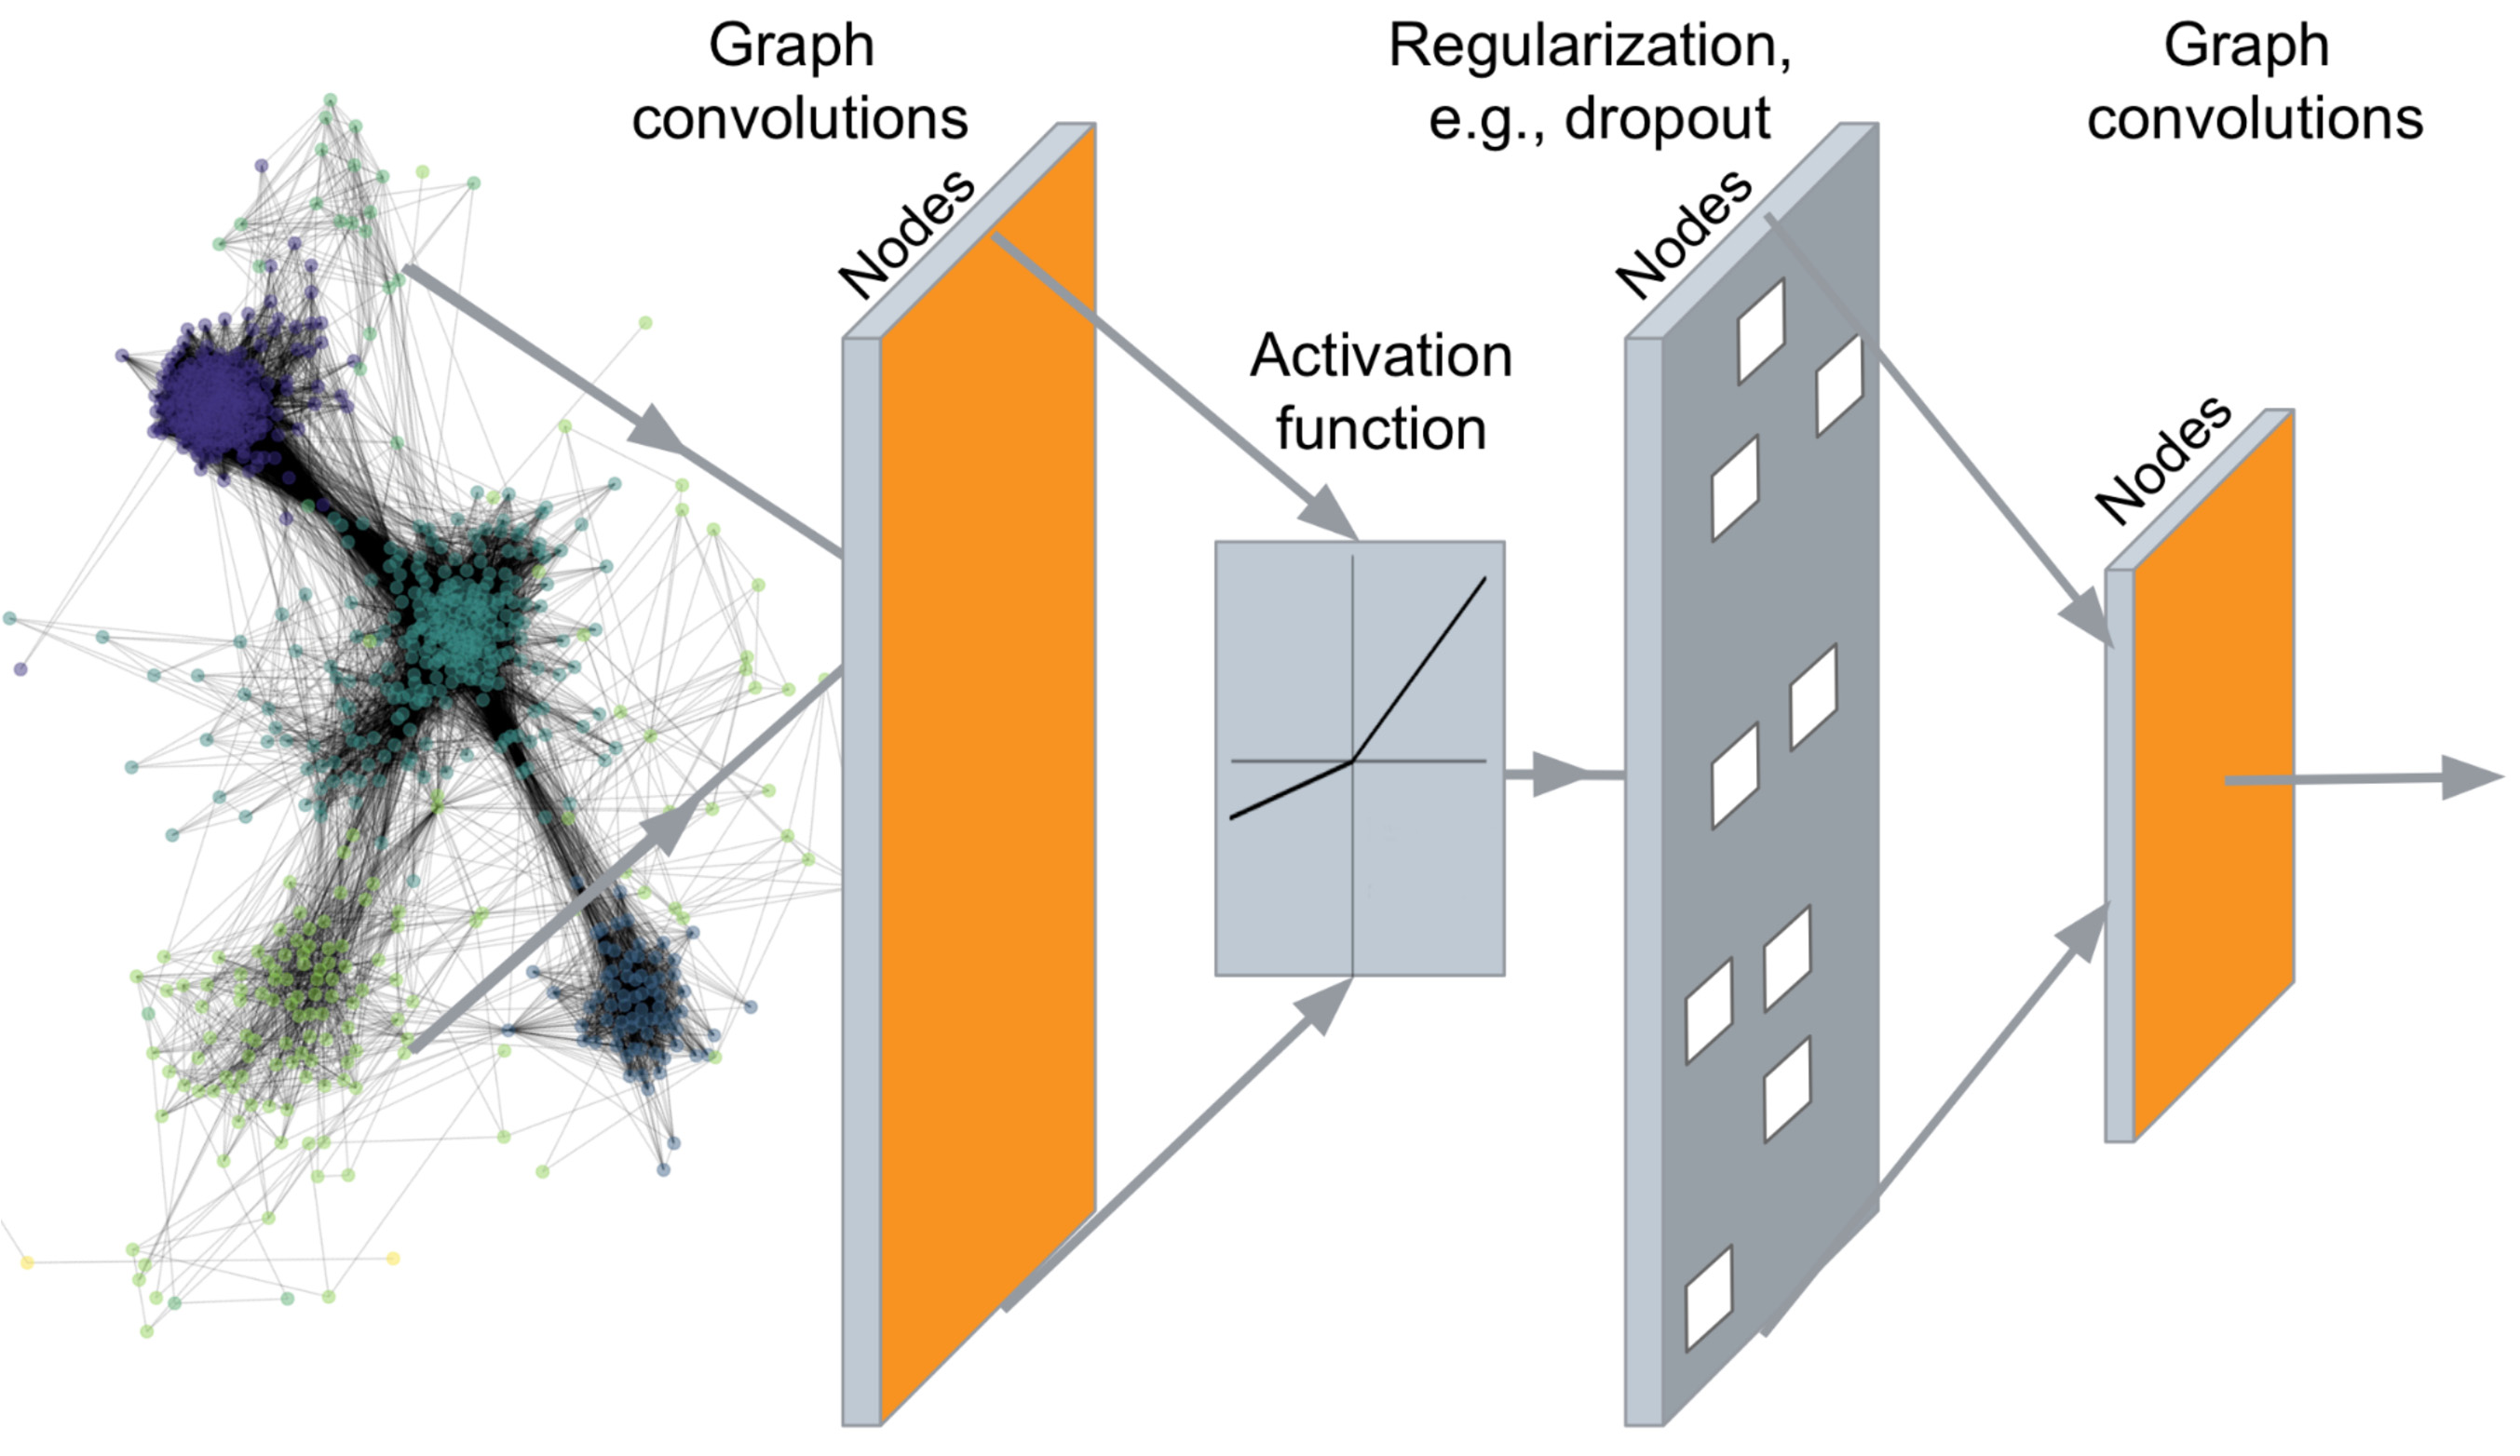 Graph
convolutions
Nodes
Activation
function
Regularization,
e.g., dropout
Nodes
Graph
convolutions
Nodes